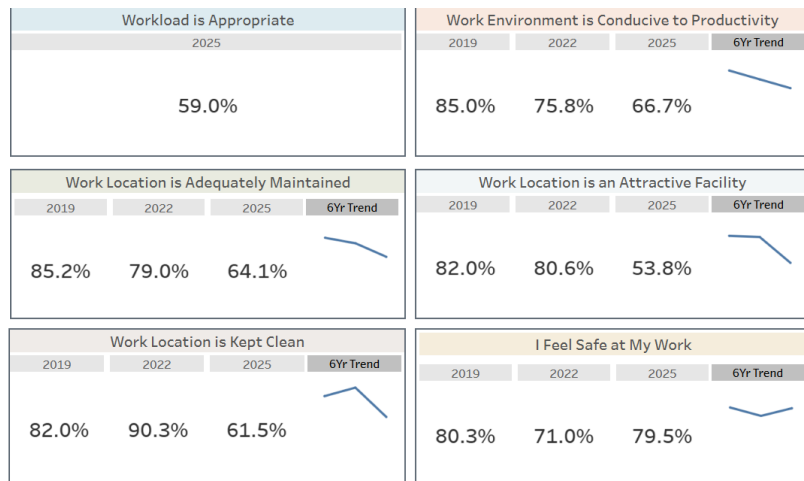 Workload is Appropriate
2025
59.0%
Work Environment is Conducive to Productivity
2019 2022 2025 6Yr Trend
85.0% 75.8% 66.7%
Work Location is Adequately Maintained
2019 2022 2025 6Yr Trend
85.2% 79.0% 64.1%
Work Location is an Attractive Facility
2019 2022 2025 6Yr Trend
82.0% 80.6% 53.8%
Work Location is Kept Clean
2019 2022 2025 6Yr Trend
82.0% 90.3% 61.5%
I Feel Safe at My Work
2019 2022 2025 6Yr Trend
80.3% 71.0% 79.5%